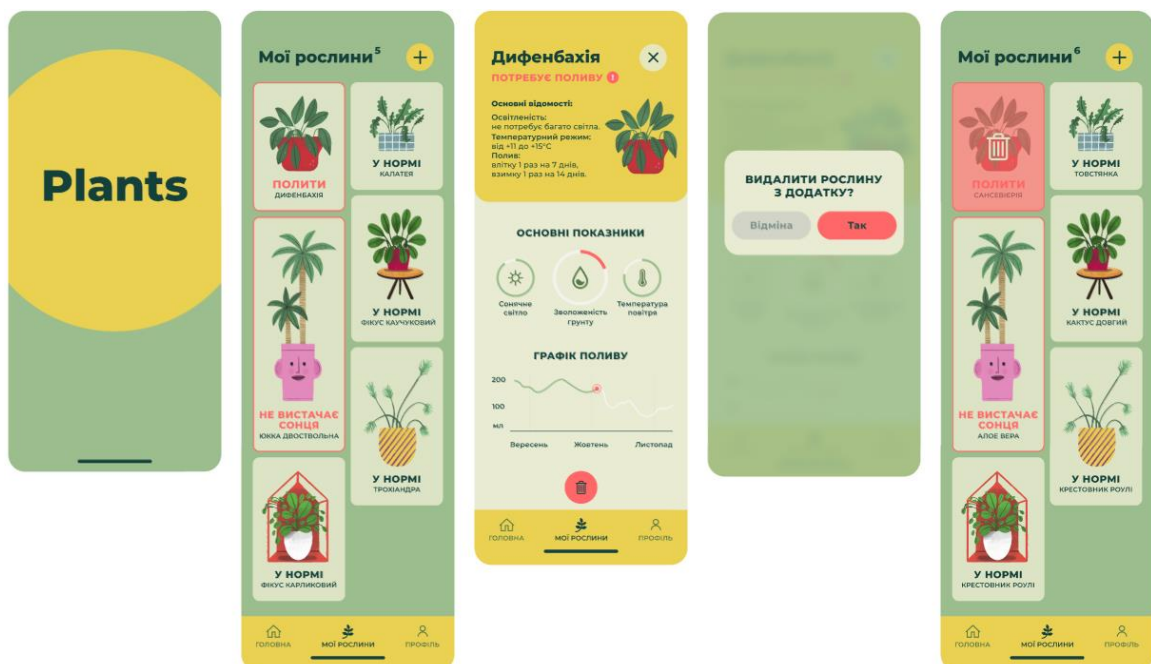 Plants
Мої рослини 5
ПОЛИТИ
ДИФЕНБАХІЯ
У НОРМІ
КАЛАТЕЯ
НЕ ВИСТАЧАЄ
СОНЦЯ
ЮККА ДВОСТВОЛЬНА
У НОРМІ
ФІКУС КАУЧУКОВИЙ
У НОРМІ
ТРОХІАНДРА
У НОРМІ
ФІКУС КАРЛИКОВИЙ
ГОЛОВНА
МОЇ РОСЛИНИ
ПРОФІЛЬ
Дифенбахія
ПОТРЕБУЄ ПОЛИВУ !
Основні відомості:
Освітленість:
не потребує багато світла.
Температурний режим:
від +11 до +15°C
Полив:
влітку 1 раз на 7 днів,
взимку 1 раз на 14 днів.
ОСНОВНІ ПОКАЗНИКИ
Сонячне
світло
Зволоженість
грунту
Температура
повітря
ГРАФІК ПОЛИВУ
200
100
мл
Вересень
Жовтень
Листопад
ГОЛОВНА
МОЇ РОСЛИНИ
ПРОФІЛЬ
ВИДАЛИТИ РОСЛИНУ
З ДОДАТКУ?
Відміна
Так
Мої рослини 6
ПОЛИТИ
САНСЕВІЄРІЯ
У НОРМІ
ТОВСТЯНКА
НЕ ВИСТАЧАЄ
СОНЦЯ
АЛОЕ ВЕРА
У НОРМІ
КАКТУС ДОВГИЙ
У НОРМІ
КРЕСТОВНИК РОУЛІ
У НОРМІ
КРЕСТОВНИК РОУЛІ
ГОЛОВНА
МОЇ РОСЛИНИ
ПРОФІЛЬ